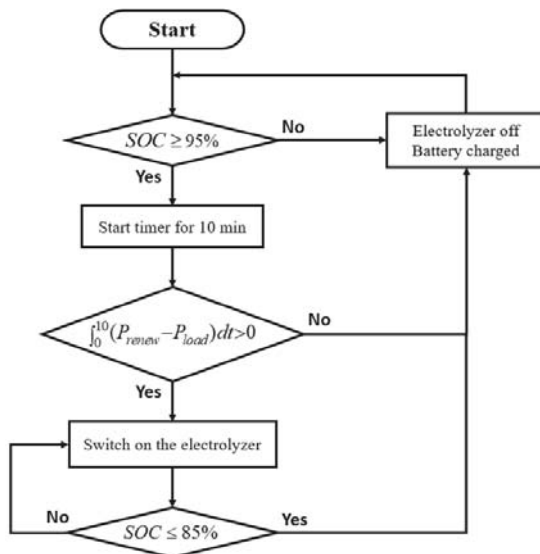 Start
SOC ≥ 95%
No
Electrolyzer off
Battery charged
Yes
Start timer for 10 min
∫₀¹⁰(P_renew−P_load)dt>0
No
Yes
Switch on the electrolyzer
No
SOC ≤ 85%
Yes